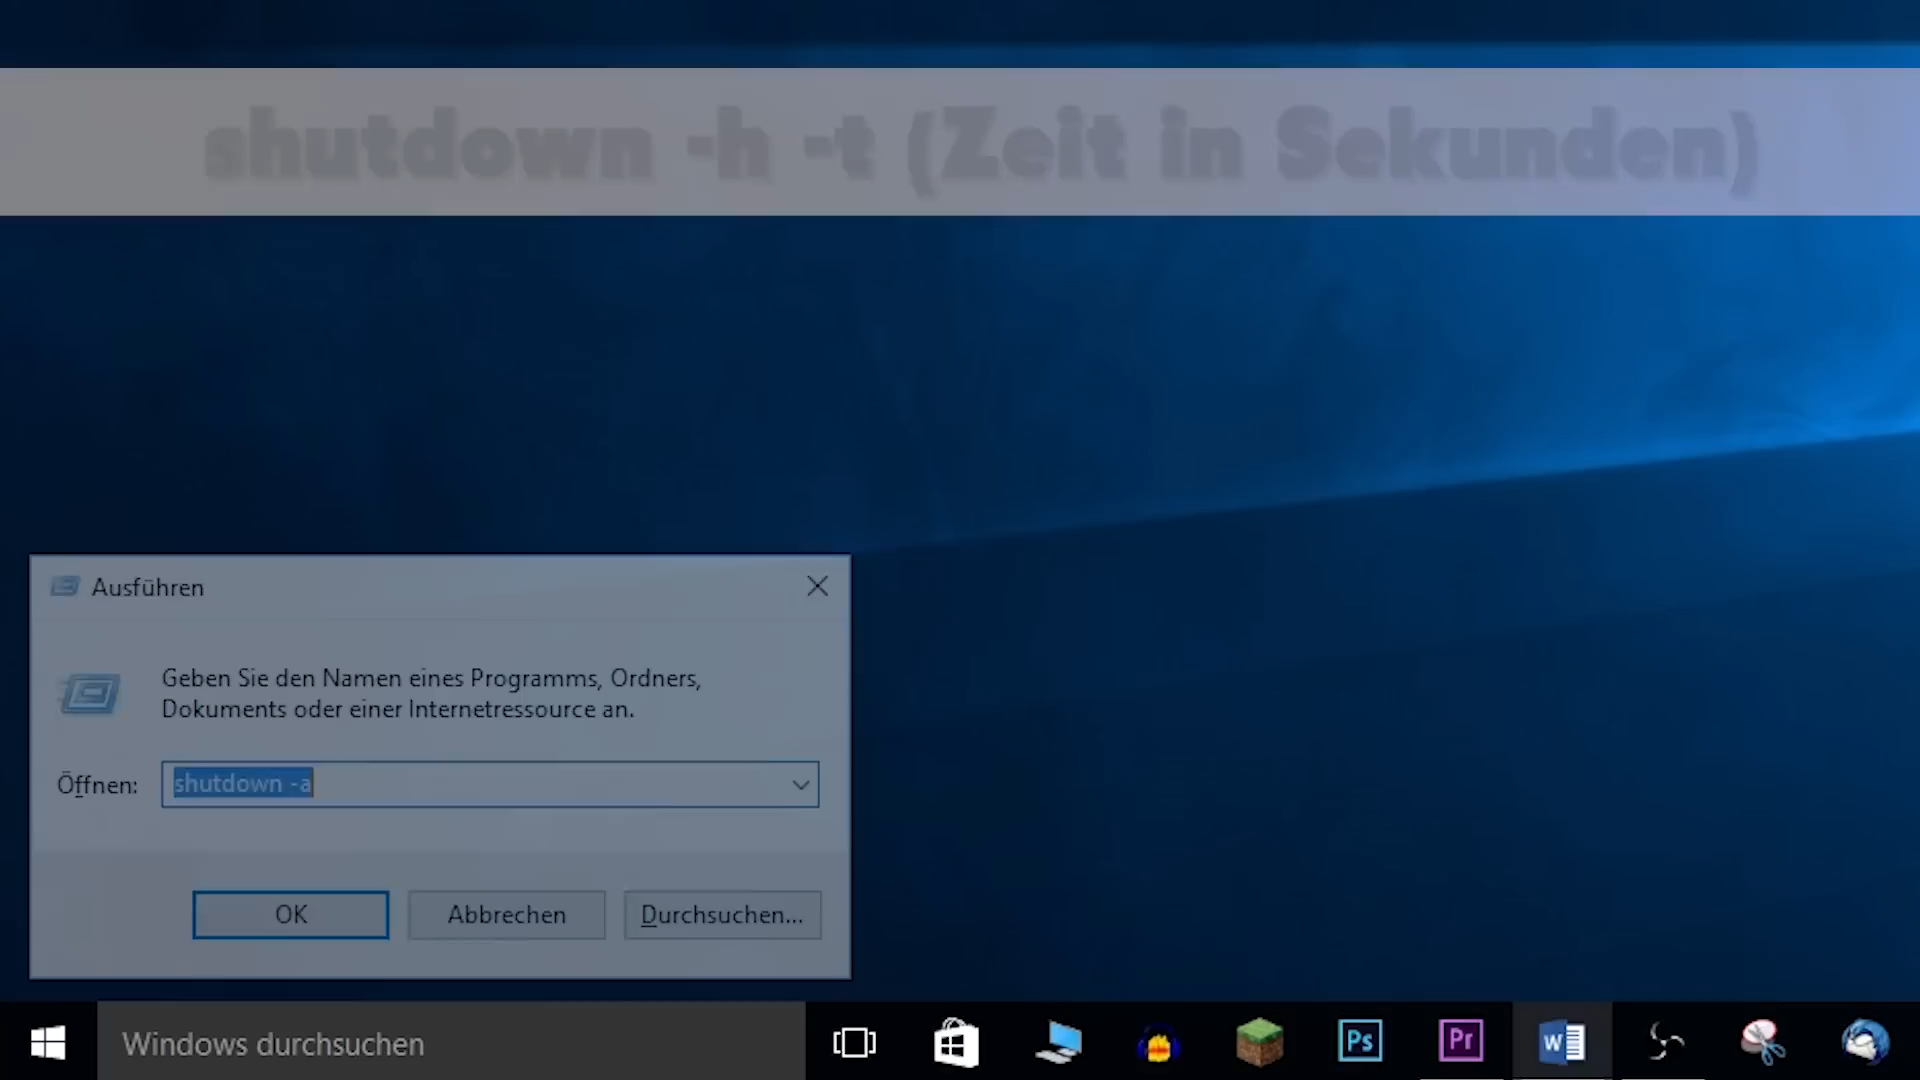 shutdown -h -t (Zeit in Sekunden)
Ausführen
Geben Sie den Namen eines Programms, Ordners,
Dokuments oder einer Internetressource an.
Öffnen: shutdown -a
OK Abbrechen Durchsuchen...
Windows durchsuchen Ps Pr W